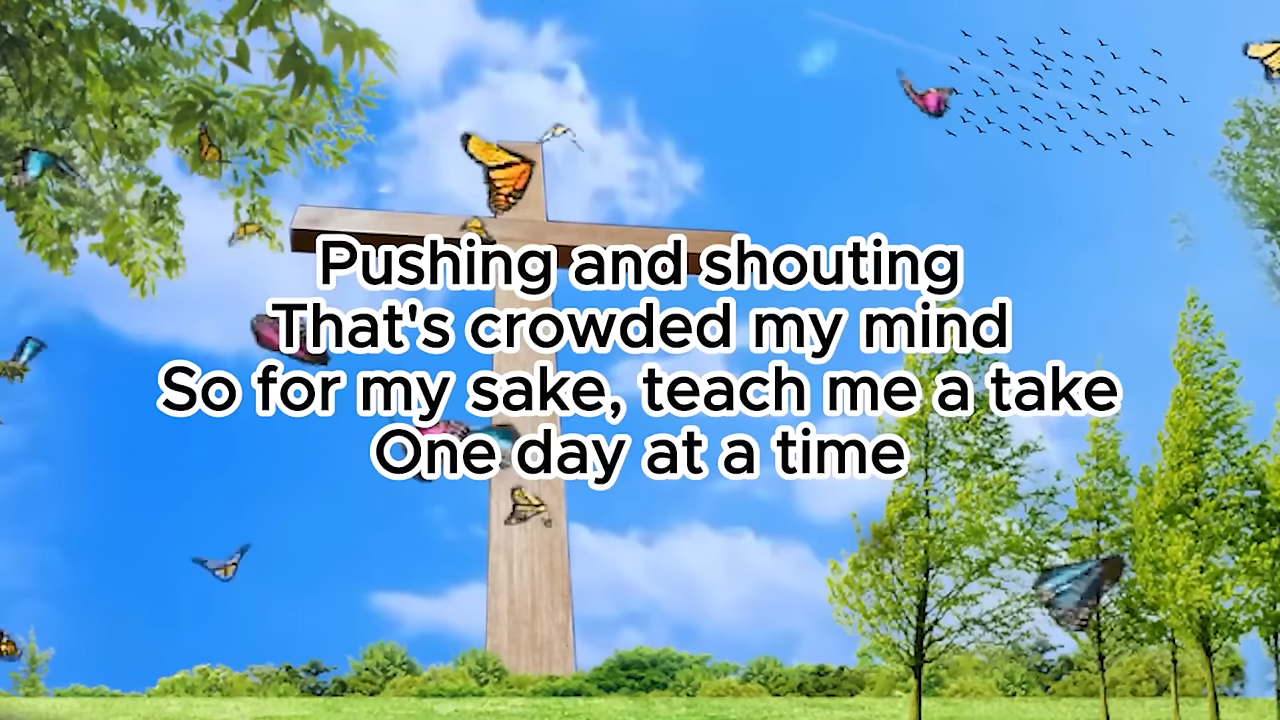 Pushing and shouting
That's crowded my mind
So for my sake, teach me a take
One day at a time